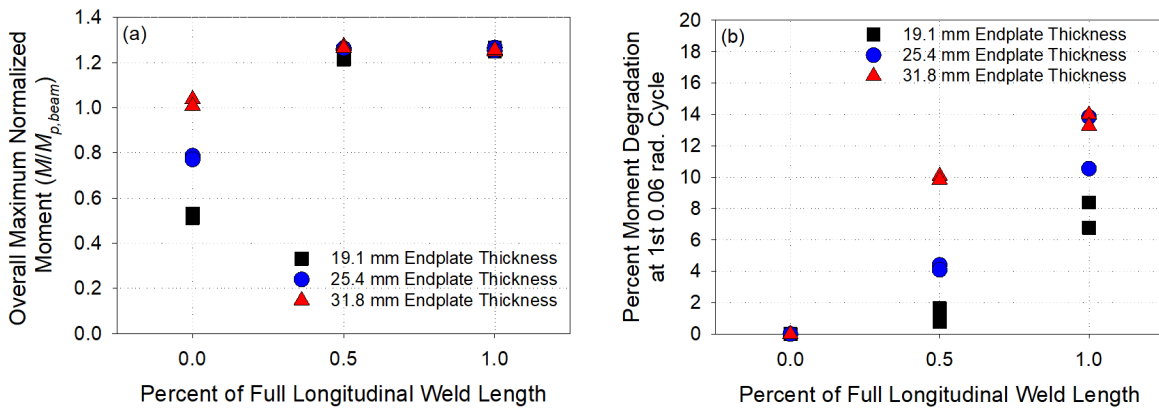 Overall Maximum Normalized
Moment (M/Mp,beam)
1.4
1.2
1.0
0.8
0.6
0.4
0.2
0.0
(a)
19.1 mm Endplate Thickness
25.4 mm Endplate Thickness
31.8 mm Endplate Thickness
0.0 0.5 1.0
Percent of Full Longitudinal Weld Length
Percent Moment Degradation
at 1st 0.06 rad. Cycle
20
18
16
14
12
10
8
6
4
2
0
(b)
19.1 mm Endplate Thickness
25.4 mm Endplate Thickness
31.8 mm Endplate Thickness
0.0 0.5 1.0
Percent of Full Longitudinal Weld Length